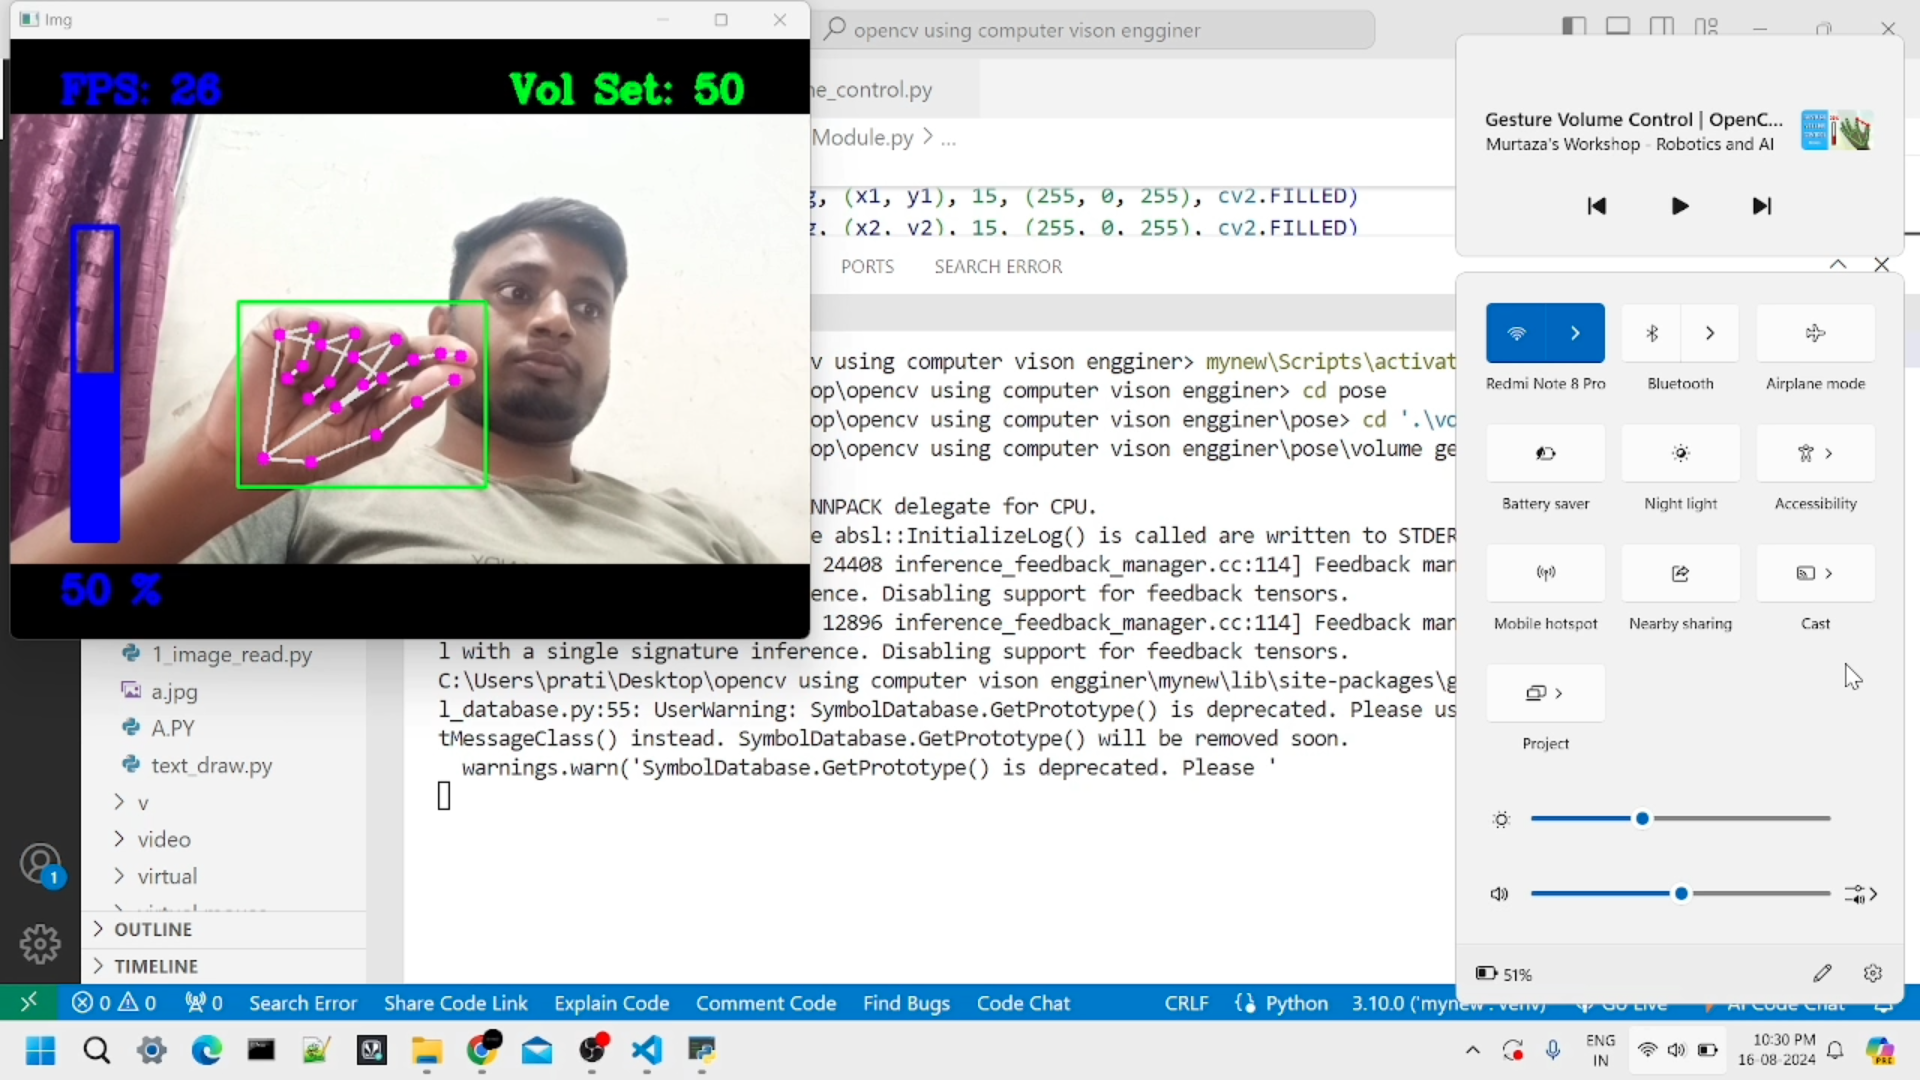 Img
FPS: 26
Vol Set: 50
50 %
opencv using computer vison engginer
ne_control.py
Module.py > ...
, (x1, y1), 15, (255, 0, 255), cv2.FILLED)
(x2, y2), 15, (255, 0, 255), cv2.FILLED)
PORTS
SEARCH ERROR
v using computer vison engginer> mynew\Scripts\activat
op\opencv using computer vison engginer> cd pose
op\opencv using computer vison engginer\pose> cd '.\vo
op\opencv using computer vison engginer\pose\volume ge
NNPACK delegate for CPU.
e absl::InitializeLog() is called are written to STDER
24408 inference_feedback_manager.cc:114] Feedback man
ence. Disabling support for feedback tensors.
12896 inference_feedback_manager.cc:114] Feedback man
l with a single signature inference. Disabling support for feedback tensors.
C:\Users\prati\Desktop\opencv using computer vison engginer\mynew\lib\site-packages\g
l_database.py:55: UserWarning: SymbolDatabase.GetPrototype() is deprecated. Please us
tMessageClass() instead. SymbolDatabase.GetPrototype() will be removed soon.
warnings.warn('SymbolDatabase.GetPrototype() is deprecated. Please '
1_image_read.py
a.jpg
A.PY
text_draw.py
v
video
virtual
OUTLINE
TIMELINE
1
Gesture Volume Control | OpenC...
Murtaza's Workshop - Robotics and AI
Redmi Note 8 Pro
Bluetooth
Airplane mode
Battery saver
Night light
Accessibility
Mobile hotspot
Nearby sharing
Cast
Project
51%
0 0
0
Search Error
Share Code Link
Explain Code
Comment Code
Find Bugs
Code Chat
CRLF
Python
3.10.0 ('mynew': venv)
Go Live
AI Code Chat
ENG
IN
10:30 PM
16-08-2024
PRE